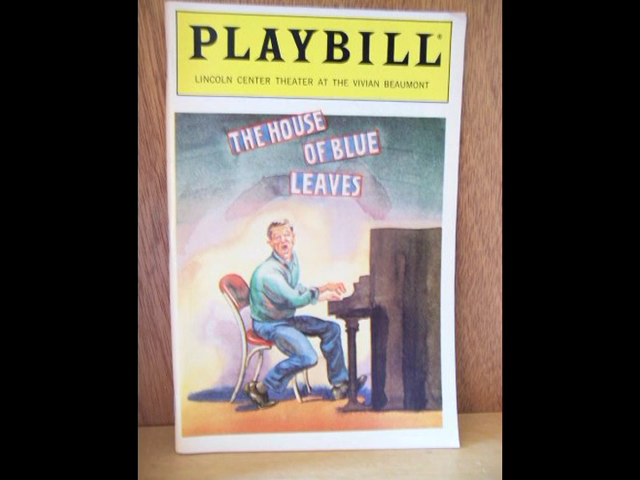 PLAYBILL®
LINCOLN CENTER THEATER AT THE VIVIAN BEAUMONT
THE HOUSE
OF BLUE
LEAVES